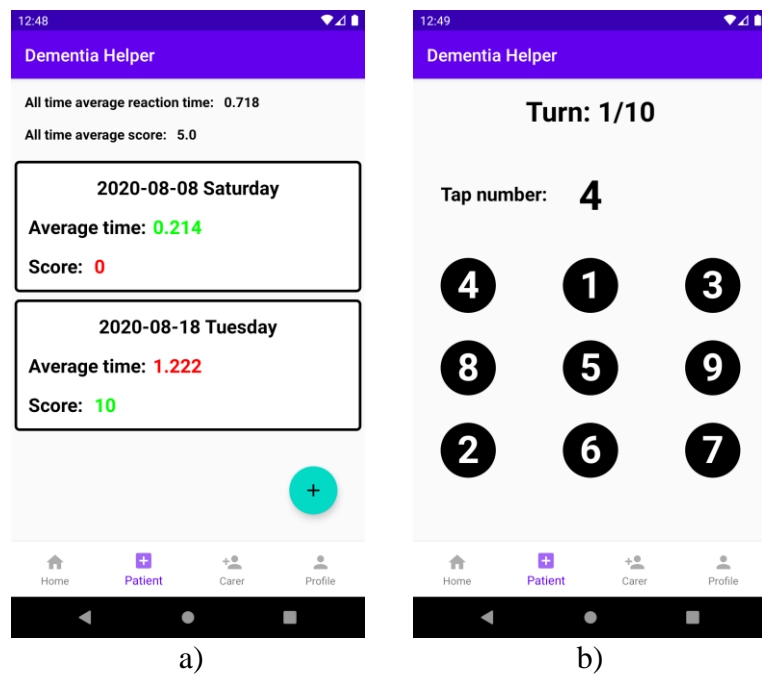 12:48
Dementia Helper
All time average reaction time: 0.718
All time average score: 5.0
2020-08-08 Saturday
Average time: 0.214
Score: 0
2020-08-18 Tuesday
Average time: 1.222
Score: 10
+
Home Patient Carer Profile
a)
12:49
Dementia Helper
Turn: 1/10
Tap number: 4
4 1 3
8 5 9
2 6 7
Home Patient Carer Profile
b)